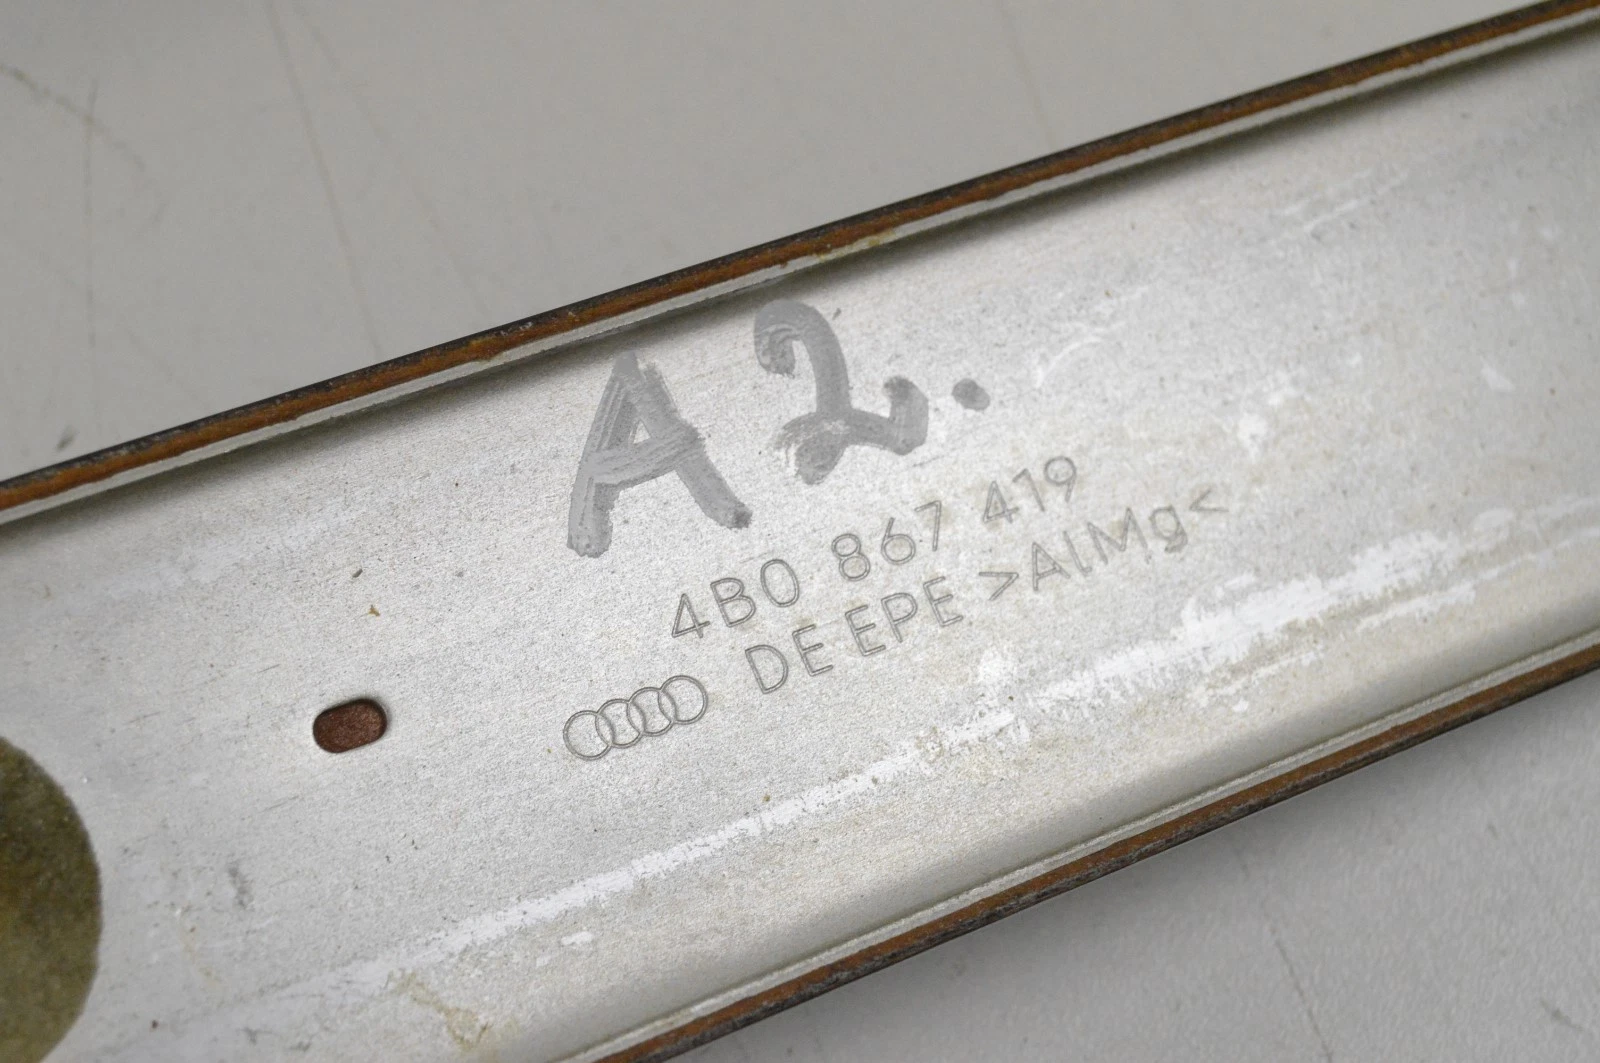 A2.
4B0 867 419
DE EPE >AlMg<